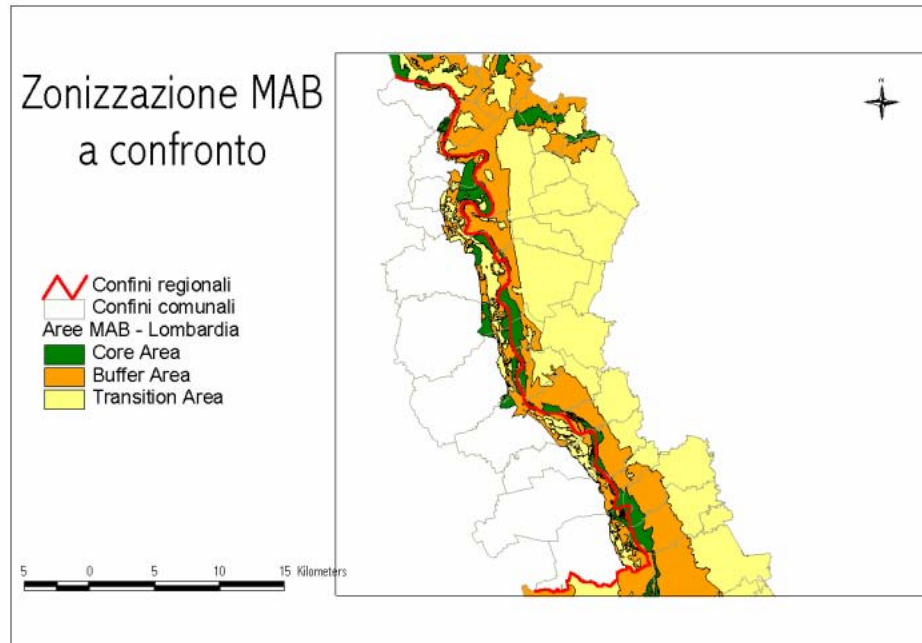 Zonizzazione MAB
a confronto
Confini regionali
Confini comunali
Aree MAB - Lombardia
Core Area
Buffer Area
Transition Area
5 0 5 10 15 Kilometers